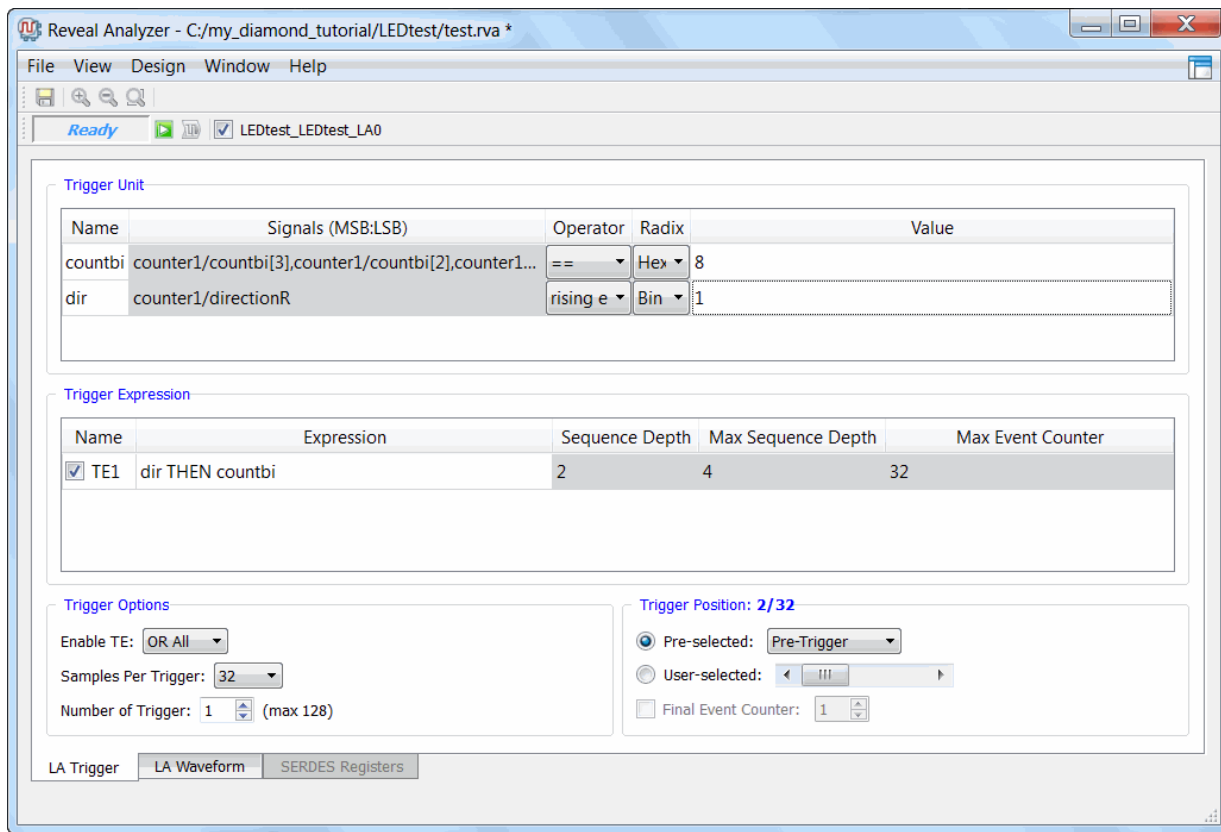 Reveal Analyzer - C:/my_diamond_tutorial/LEDtest/test.rva *
File View Design Window Help
Ready LEDtest_LEDtest_LA0
Trigger Unit
Name Signals (MSB:LSB) Operator Radix Value
countbi counter1/countbi[3],counter1/countbi[2],counter1... == Hex 8
dir counter1/directionR rising e Bin 1
Trigger Expression
Name Expression Sequence Depth Max Sequence Depth Max Event Counter
TE1 dir THEN countbi 2 4 32
Trigger Options
Enable TE: OR All
Samples Per Trigger: 32
Number of Trigger: 1 (max 128)
Trigger Position: 2/32
Pre-selected: Pre-Trigger
User-selected:
Final Event Counter: 1
LA Trigger LA Waveform SERDES Registers